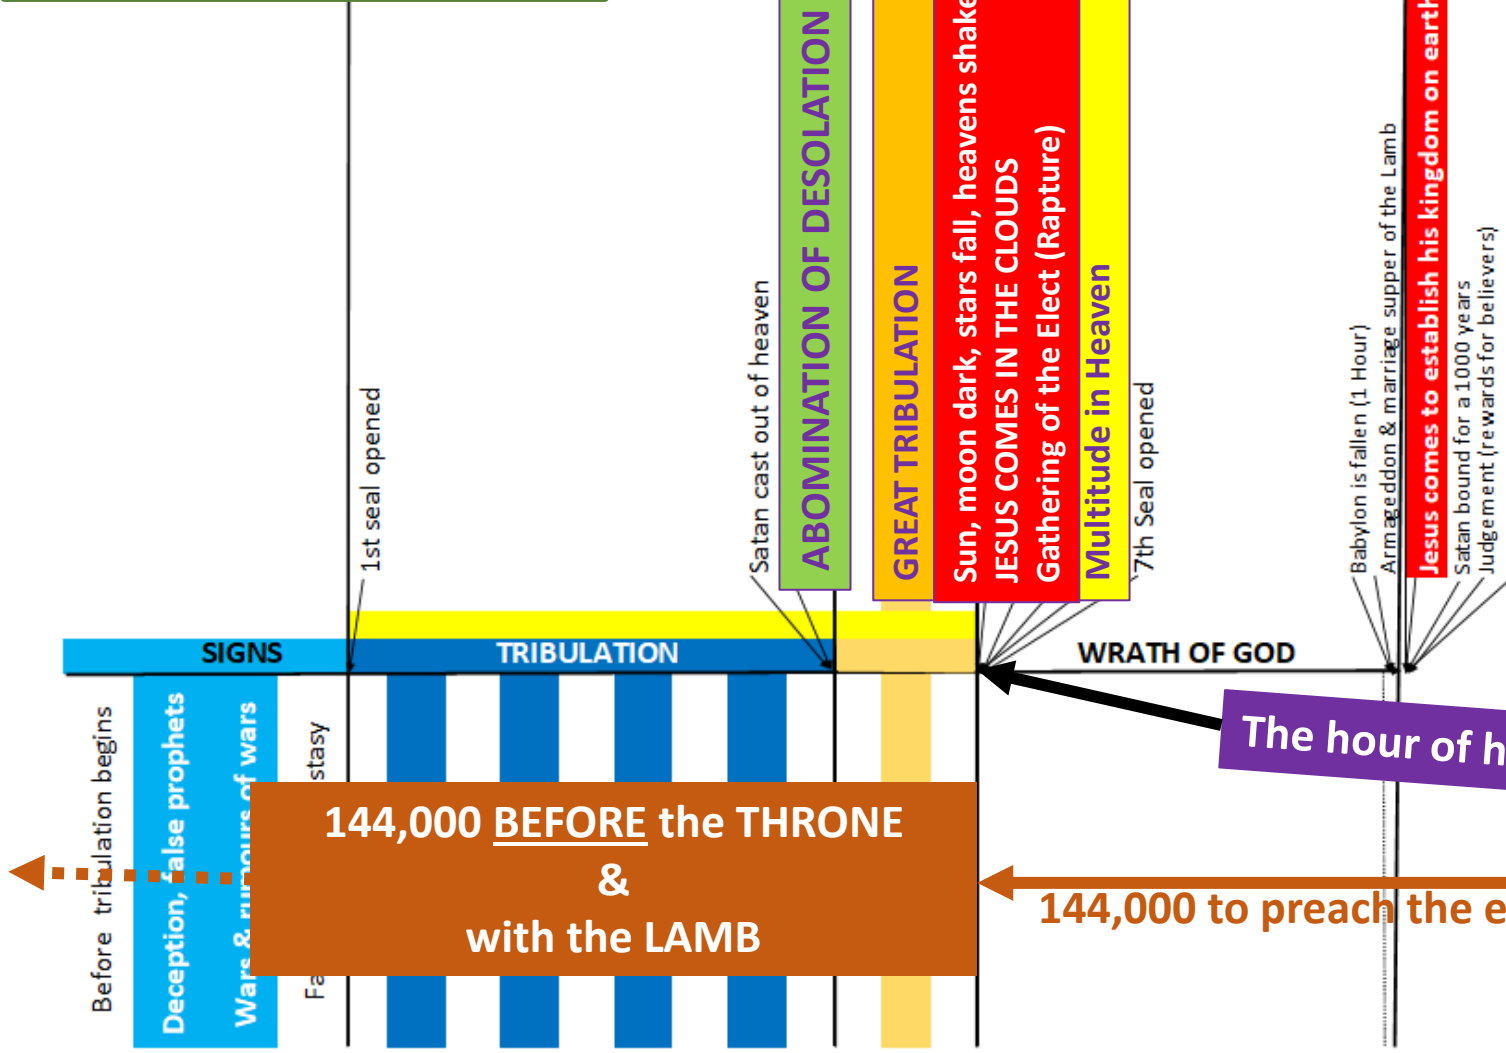 1st seal opened
Satan cast out of heaven
ABOMINATION OF DESOLATION
GREAT TRIBULATION
Sun, moon dark, stars fall, heavens shake
JESUS COMES IN THE CLOUDS
Gathering of the Elect (Rapture)
Multitude in Heaven
7th Seal opened
Babylon is fallen (1 Hour)
Armageddon & marriage supper of the Lamb
Jesus comes to establish his kingdom on earth
Satan bound for a 1000 years
Judgement (rewards for believers)
SIGNS
TRIBULATION
WRATH OF GOD
Before tribulation begins
Deception, false prophets
Wars & rumours of wars
The hour of
144,000 BEFORE the THRONE
&
with the LAMB
144,000 to preach the